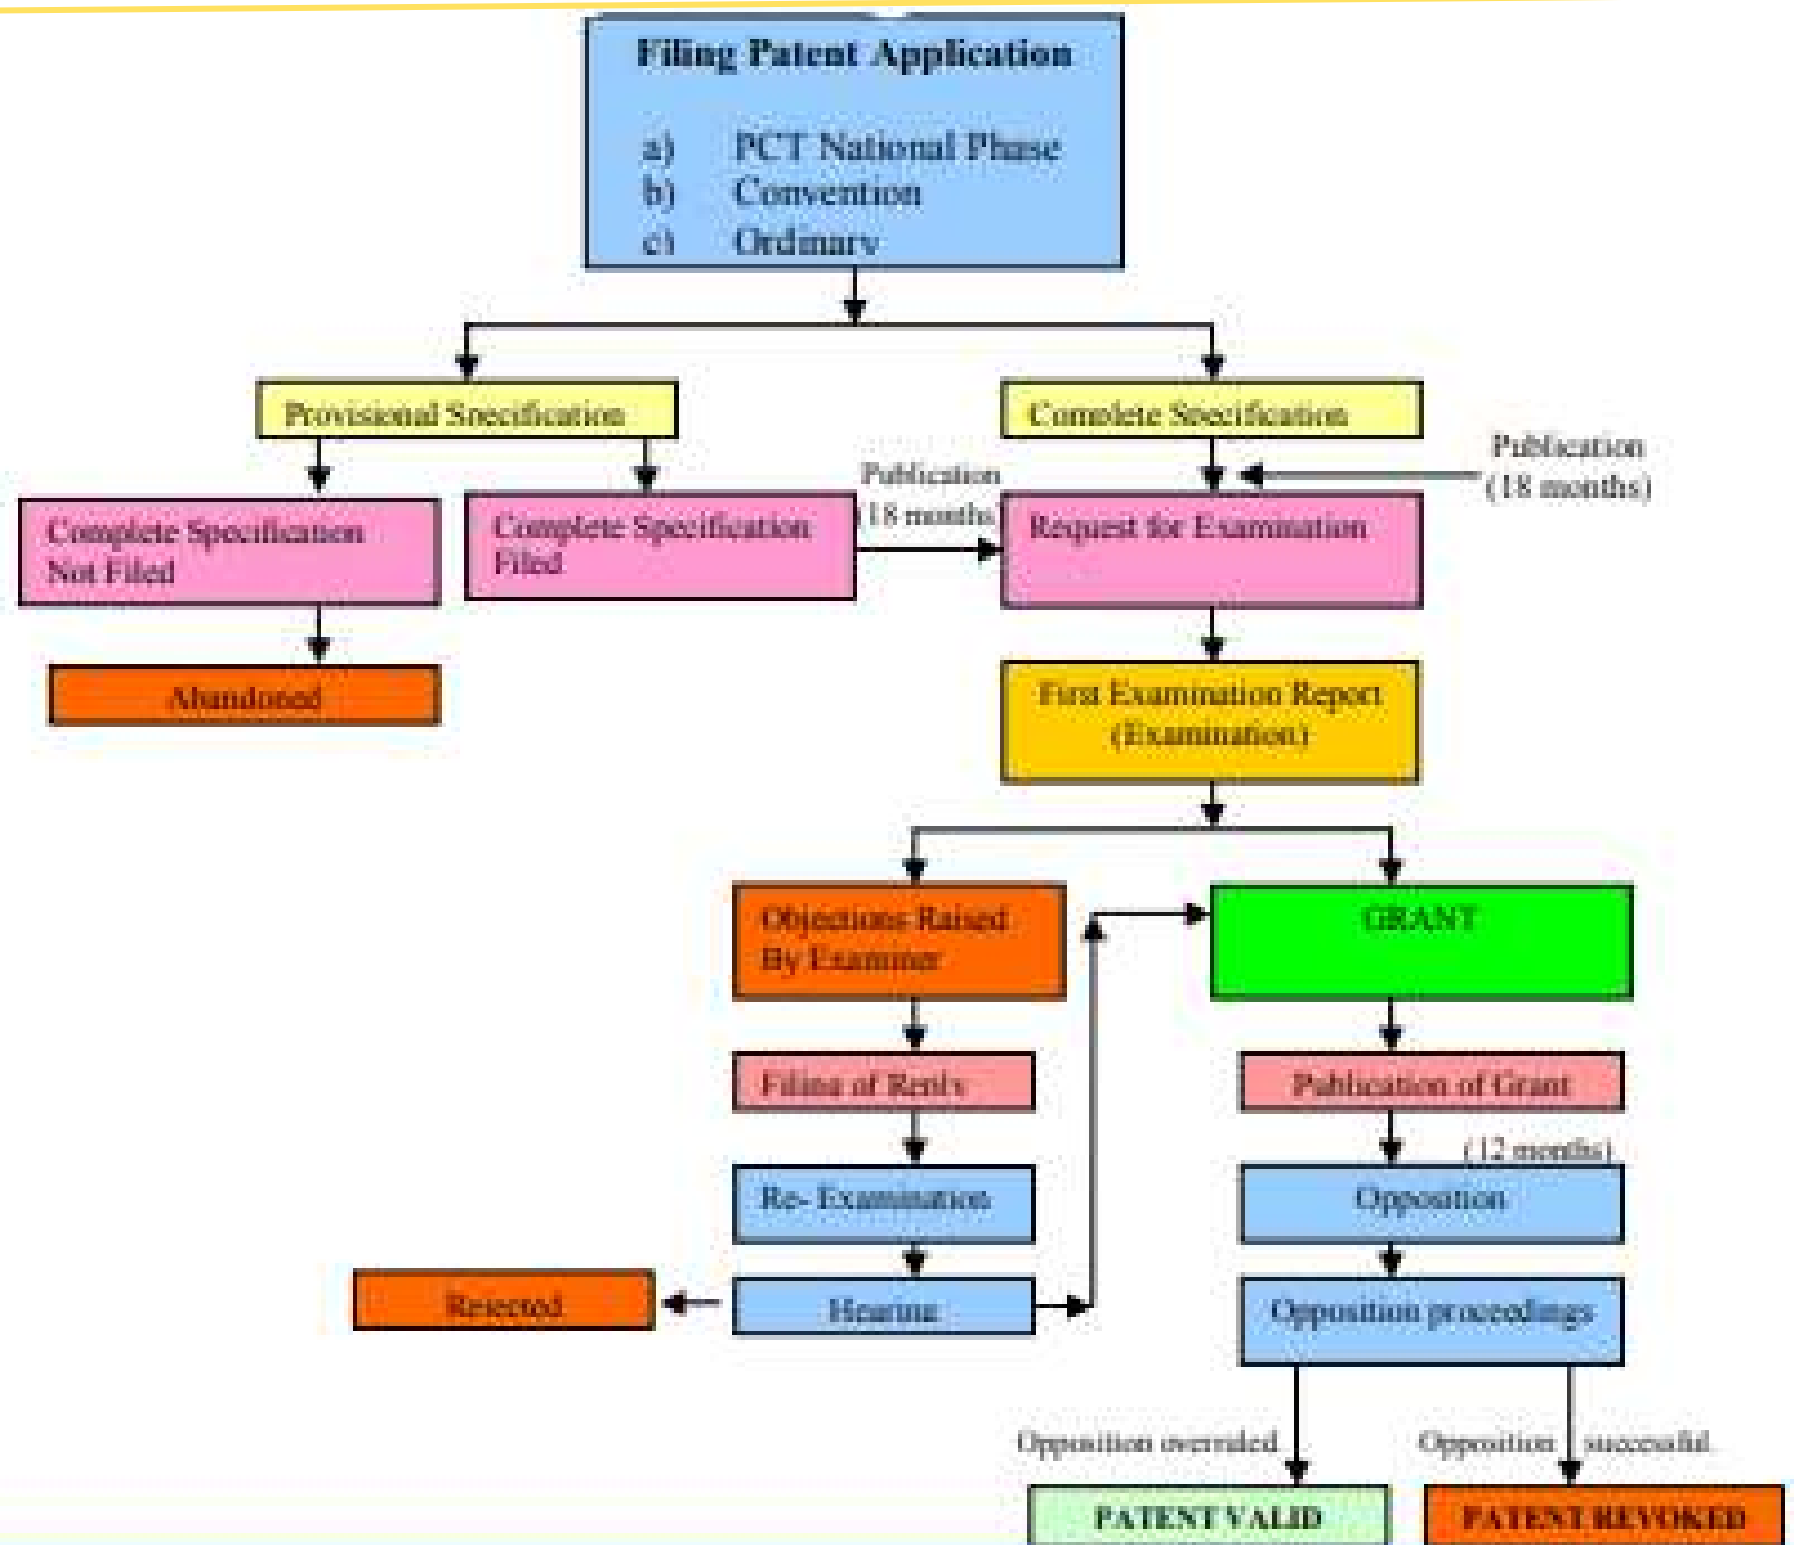 Filing Patent Application
a) PCT National Phase
b) Convention
c) Ordinary
Provisional Specification
Complete Specification
Publication
(18 months)
Publication
(18 months)
Complete Specification
Not Filed
Complete Specification
Filed
Request for Examination
Abandoned
First Examination Report
(Examination)
Objections Raised
By Examiner
GRANT
Filing of Reply
Publication of Grant
(12 months)
Re- Examination
Opposition
Rejected
Hearing
Opposition proceedings
Opposition overruled
Opposition successful
PATENT VALID
PATENT REVOKED